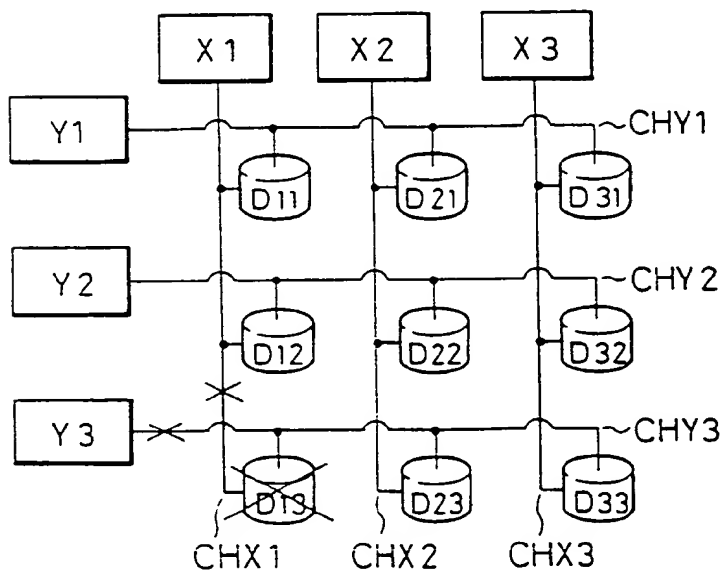 X1 X2 X3
Y1 CHY1
D11 D21 D31
Y2 CHY2
D12 D22 D32
Y3 CHY3
D13 D23 D33
CHX1 CHX2 CHX3